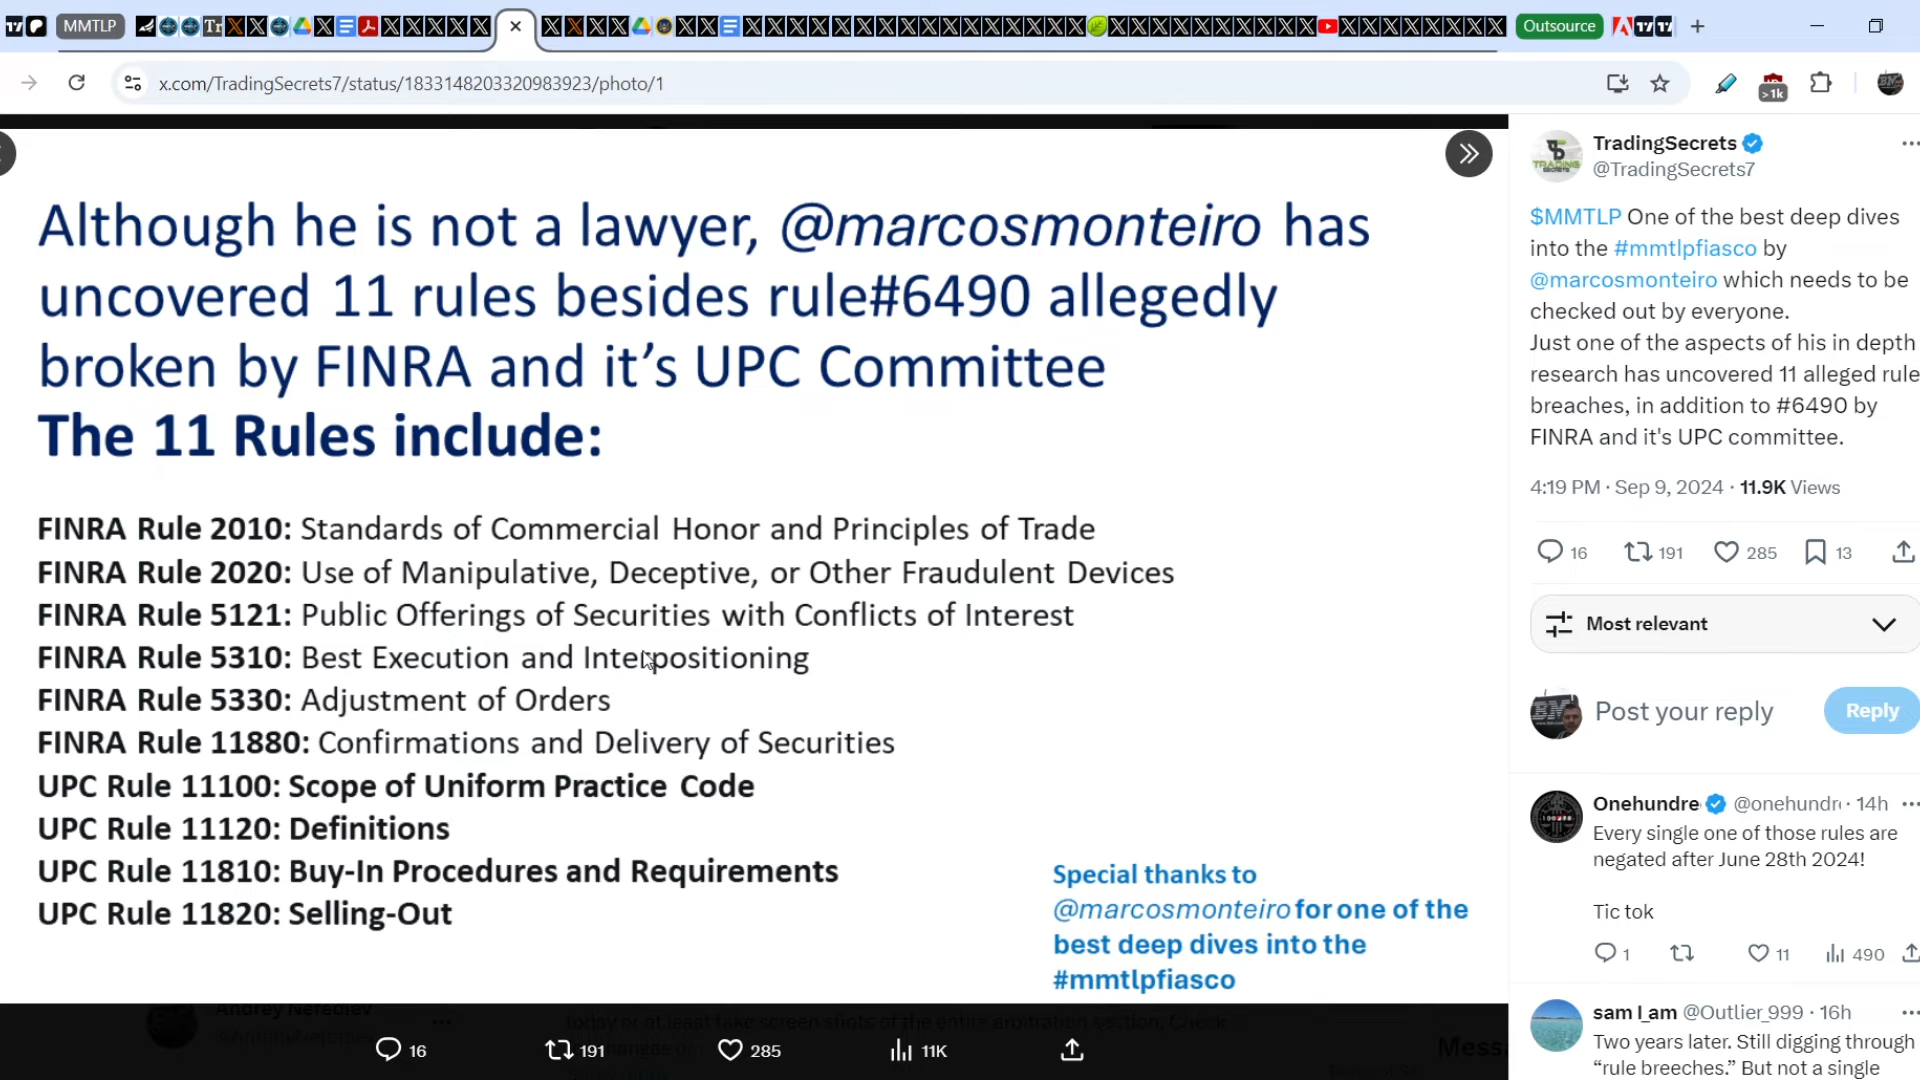 MMTLP
Outsource
x.com/TradingSecrets7/status/1833148203320983923/photo/1
>1k
Although he is not a lawyer, @marcosmonteiro has
uncovered 11 rules besides rule#6490 allegedly
broken by FINRA and it’s UPC Committee
The 11 Rules include:
FINRA Rule 2010: Standards of Commercial Honor and Principles of Trade
FINRA Rule 2020: Use of Manipulative, Deceptive, or Other Fraudulent Devices
FINRA Rule 5121: Public Offerings of Securities with Conflicts of Interest
FINRA Rule 5310: Best Execution and Interpositioning
FINRA Rule 5330: Adjustment of Orders
FINRA Rule 11880: Confirmations and Delivery of Securities
UPC Rule 11100: Scope of Uniform Practice Code
UPC Rule 11120: Definitions
UPC Rule 11810: Buy-In Procedures and Requirements
UPC Rule 11820: Selling-Out
Special thanks to
@marcosmonteiro for one of the
best deep dives into the
#mmtlpfiasco
16 191 285 11K
TradingSecrets
@TradingSecrets7
$MMTLP One of the best deep dives
into the #mmtlpfiasco by
@marcosmonteiro which needs to be
checked out by everyone.
Just one of the aspects of his in depth
research has uncovered 11 alleged rule
breaches, in addition to #6490 by
FINRA and it's UPC committee.
4:19 PM · Sep 9, 2024 · 11.9K Views
16 191 285 13
Most relevant
Post your reply
Reply
Onehundre @onehundr · 14h
Every single one of those rules are
negated after June 28th 2024!
Tic tok
1 11 490
sam I_am @Outlier_999 · 16h
Two years later. Still digging through
“rule breeches.” But not a single